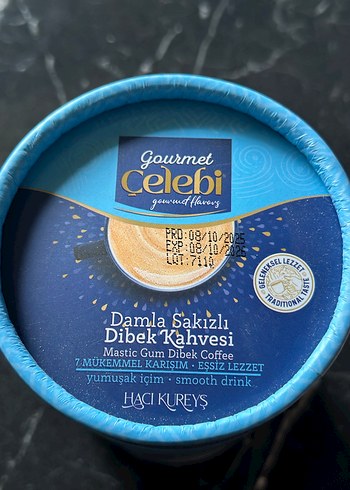 Gourmet
Çelebi
gourmet flavors
PRD:08/10/2025
EXP:08/10/
LOT:7110
GELENEKSEL LEZZET
TRADITIONAL TASTE
Damla Sakızlı
Dibek Kahvesi
Mastic Gum Dibek Coffee
7 MÜKEMMEL KARIŞIM • EŞSİZ LEZZET
yumuşak içim • smooth drink
HACI KUREYŞ